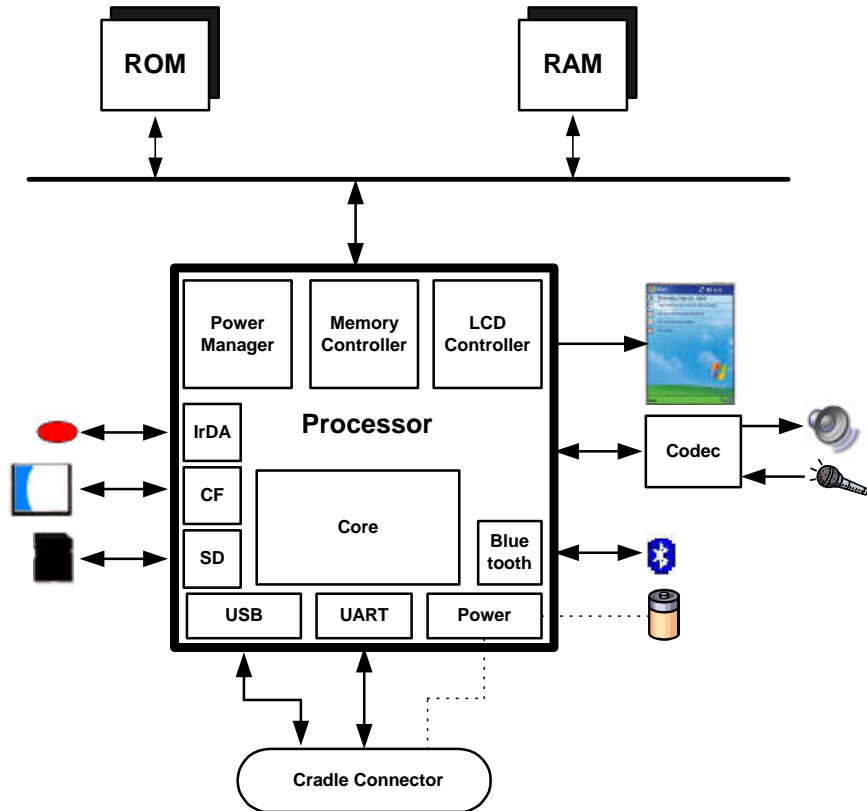 ROM
RAM
Power
Manager
Memory
Controller
LCD
Controller
IrDA
Processor
Codec
CF
Core
SD
Blue
tooth
USB
UART
Power
Cradle Connector